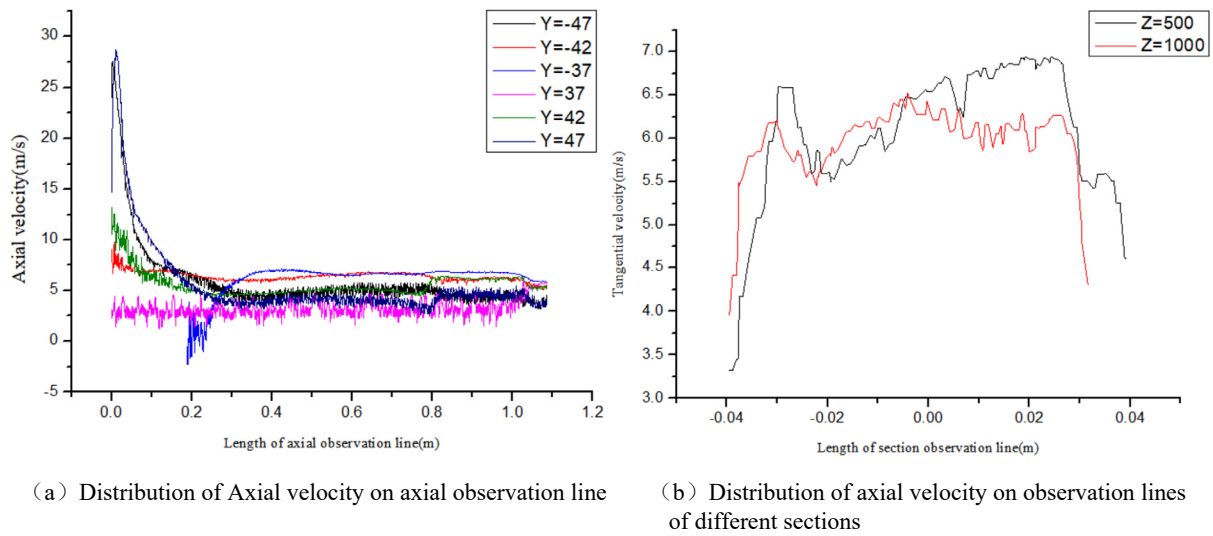 Y=-47
Y=-42
Y=-37
Y=37
Y=42
Y=47
30
25
20
15
10
5
0
-5
Axial velocity(m/s)
0.0 0.2 0.4 0.6 0.8 1.0 1.2
Length of axial observation line(m)
(a) Distribution of Axial velocity on axial observation line
Z=500
Z=1000
7.0
6.5
6.0
5.5
5.0
4.5
4.0
3.5
3.0
Tangential velocity(m/s)
-0.04 -0.02 0.00 0.02 0.04
Length of section observation line(m)
(b) Distribution of axial velocity on observation lines
of different sections